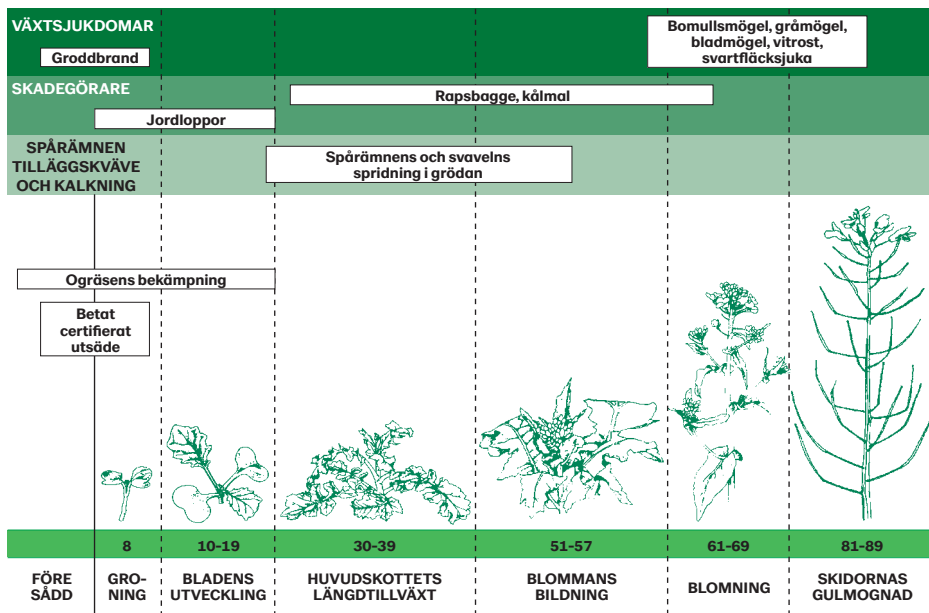 VÄXTSJUKDOMAR
Groddbrand
Bomullsmögel, gråmögel,
bladmögel, vitrost,
svartfläcksjuka
SKADEGÖRARE
Rapsbagge, kålmal
Jordloppor
SPÅRÄMNEN
TILLÄGGSKVÄVE
OCH KALKNING
Spårämnens och svavelns
spridning i grödan
Ogräsens bekämpning
Betat
certifierat
utsäde
8
10-19
30-39
51-57
61-69
81-89
FÖRE
SÅDD
GRO-
NING
BLADENS
UTVECKLING
HUVUDSKOTTETS
LÄNGDTILLVÄXT
BLOMMANS
BILDNING
BLOMNING
SKIDORNAS
GULMOGNAD